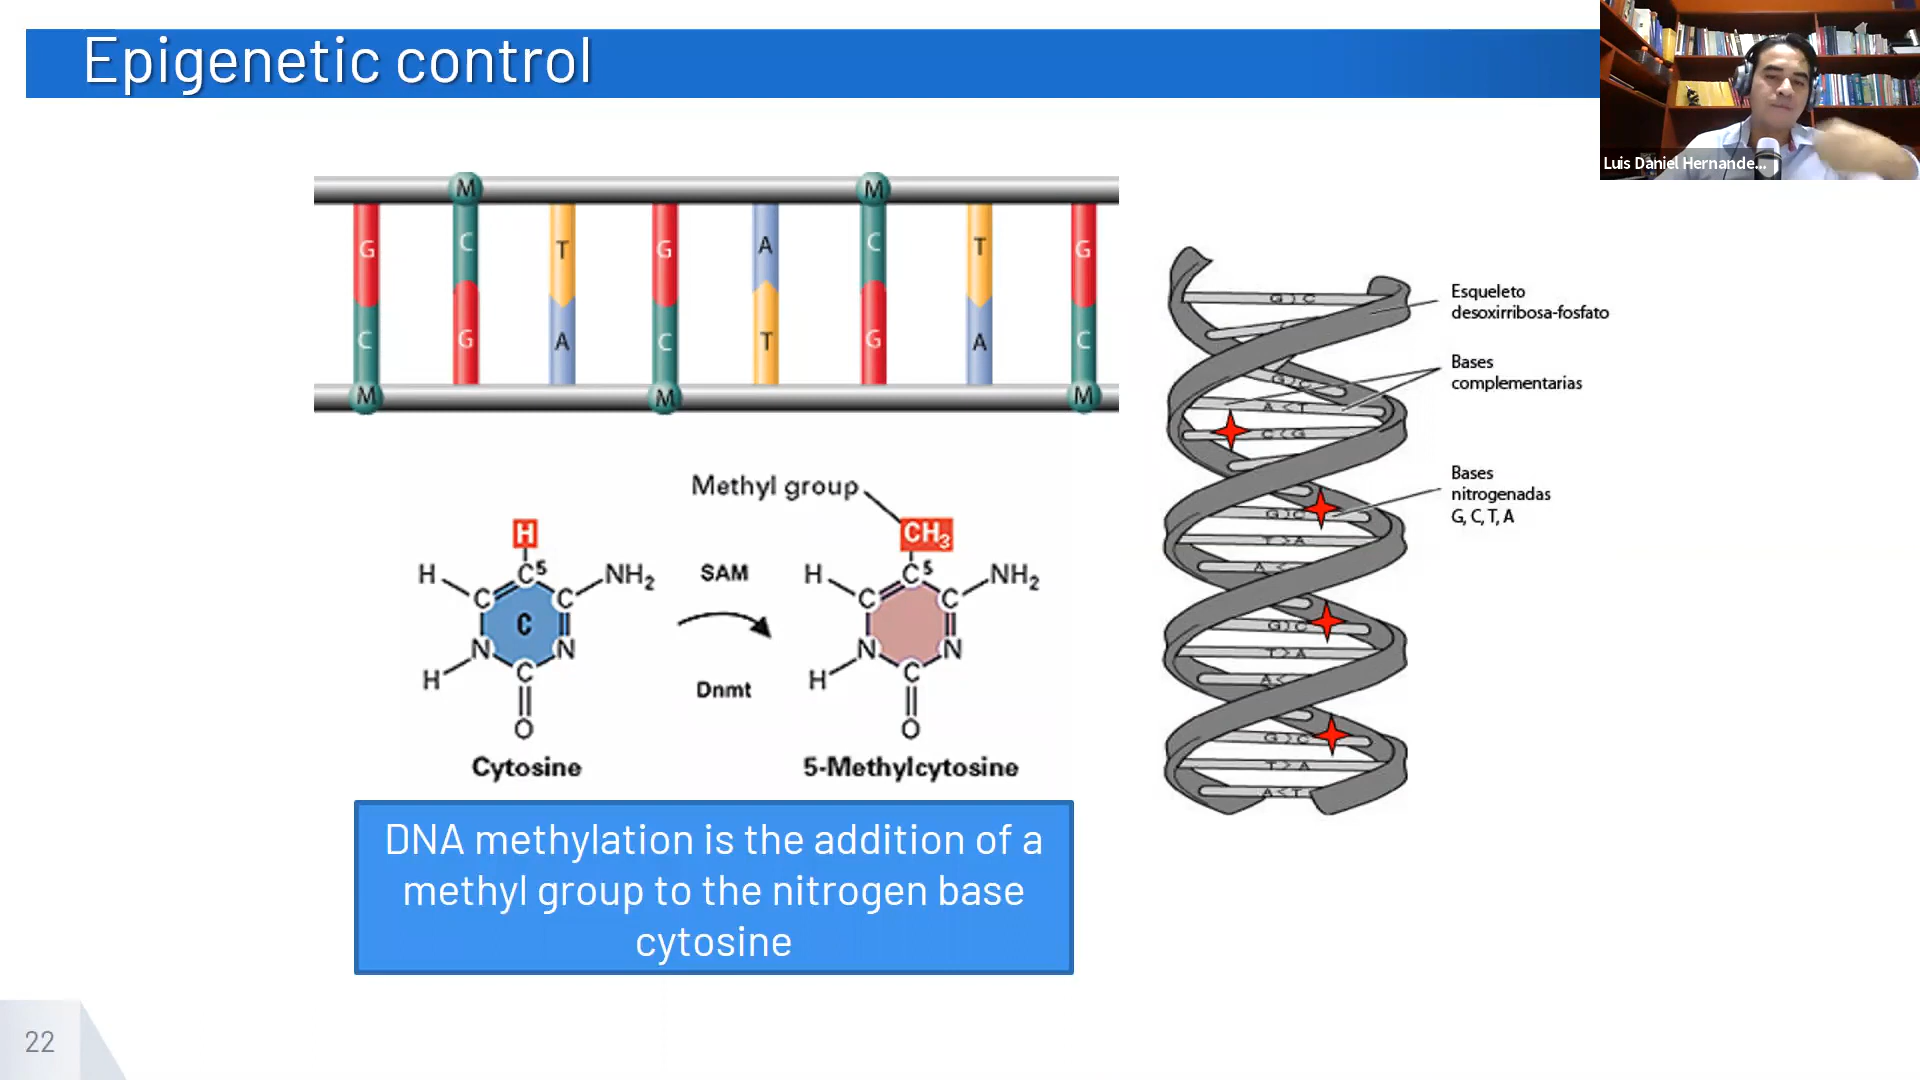 Epigenetic control
Luis Daniel Hernande...
M M
G C T G A C T G
C G A C T G A C
M M M
Methyl group
H CH3
H C5 NH2 SAM H C5 NH2
C C C C
C
N N N N
H C Dnmt H C
O O
Cytosine 5-Methylcytosine
DNA methylation is the addition of a
methyl group to the nitrogen base
cytosine
Esqueleto
desoxirribosa-fosfato
Bases
complementarias
Bases
nitrogenadas
G, C, T, A
G C
G C
A < T
C < G
G C
T > A
A <
G C
T > A
A <
G > C
T > A
A < T
22